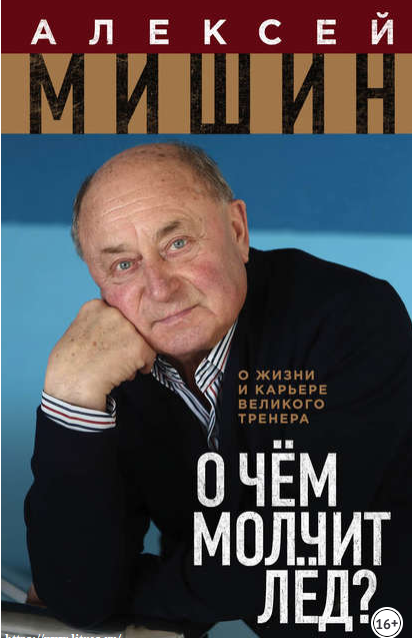 АЛЕКСЕЙ
МИШИН
О ЖИЗНИ
И КАРЬЕРЕ
ВЕЛИКОГО
ТРЕНЕРА
О ЧЁМ
МОЛЧИТ
ЛЁД?
16+